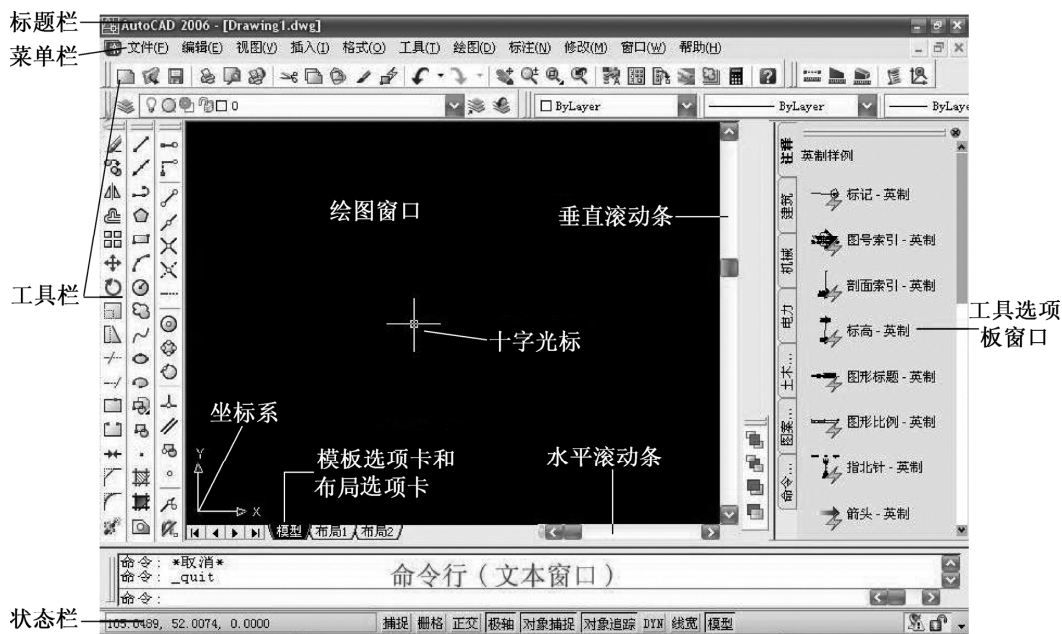 标题栏
AutoCAD 2006 - [Drawing1.dwg]
菜单栏
文件(F) 编辑(E) 视图(V) 插入(I) 格式(O) 工具(T) 绘图(D) 标注(N) 修改(M) 窗口(W) 帮助(H)
0
ByLayer
ByLayer
ByLaye
注释
建筑
机械
电力
土木...
图案...
命令...
英制样例
标记 - 英制
图号索引 - 英制
剖面索引 - 英制
标高 - 英制
图形标题 - 英制
图形比例 - 英制
指北针 - 英制
箭头 - 英制
绘图窗口
垂直滚动条
工具栏
十字光标
工具选项
板窗口
坐标系
Y
X
模板选项卡和
布局选项卡
水平滚动条
模型 布局1 布局2
命令: *取消*
命令: _quit
命令行（文本窗口）
命令:
状态栏
105.0489, 52.0074, 0.0000 捕捉 栅格 正交 极轴 对象捕捉 对象追踪 DYN 线宽 模型